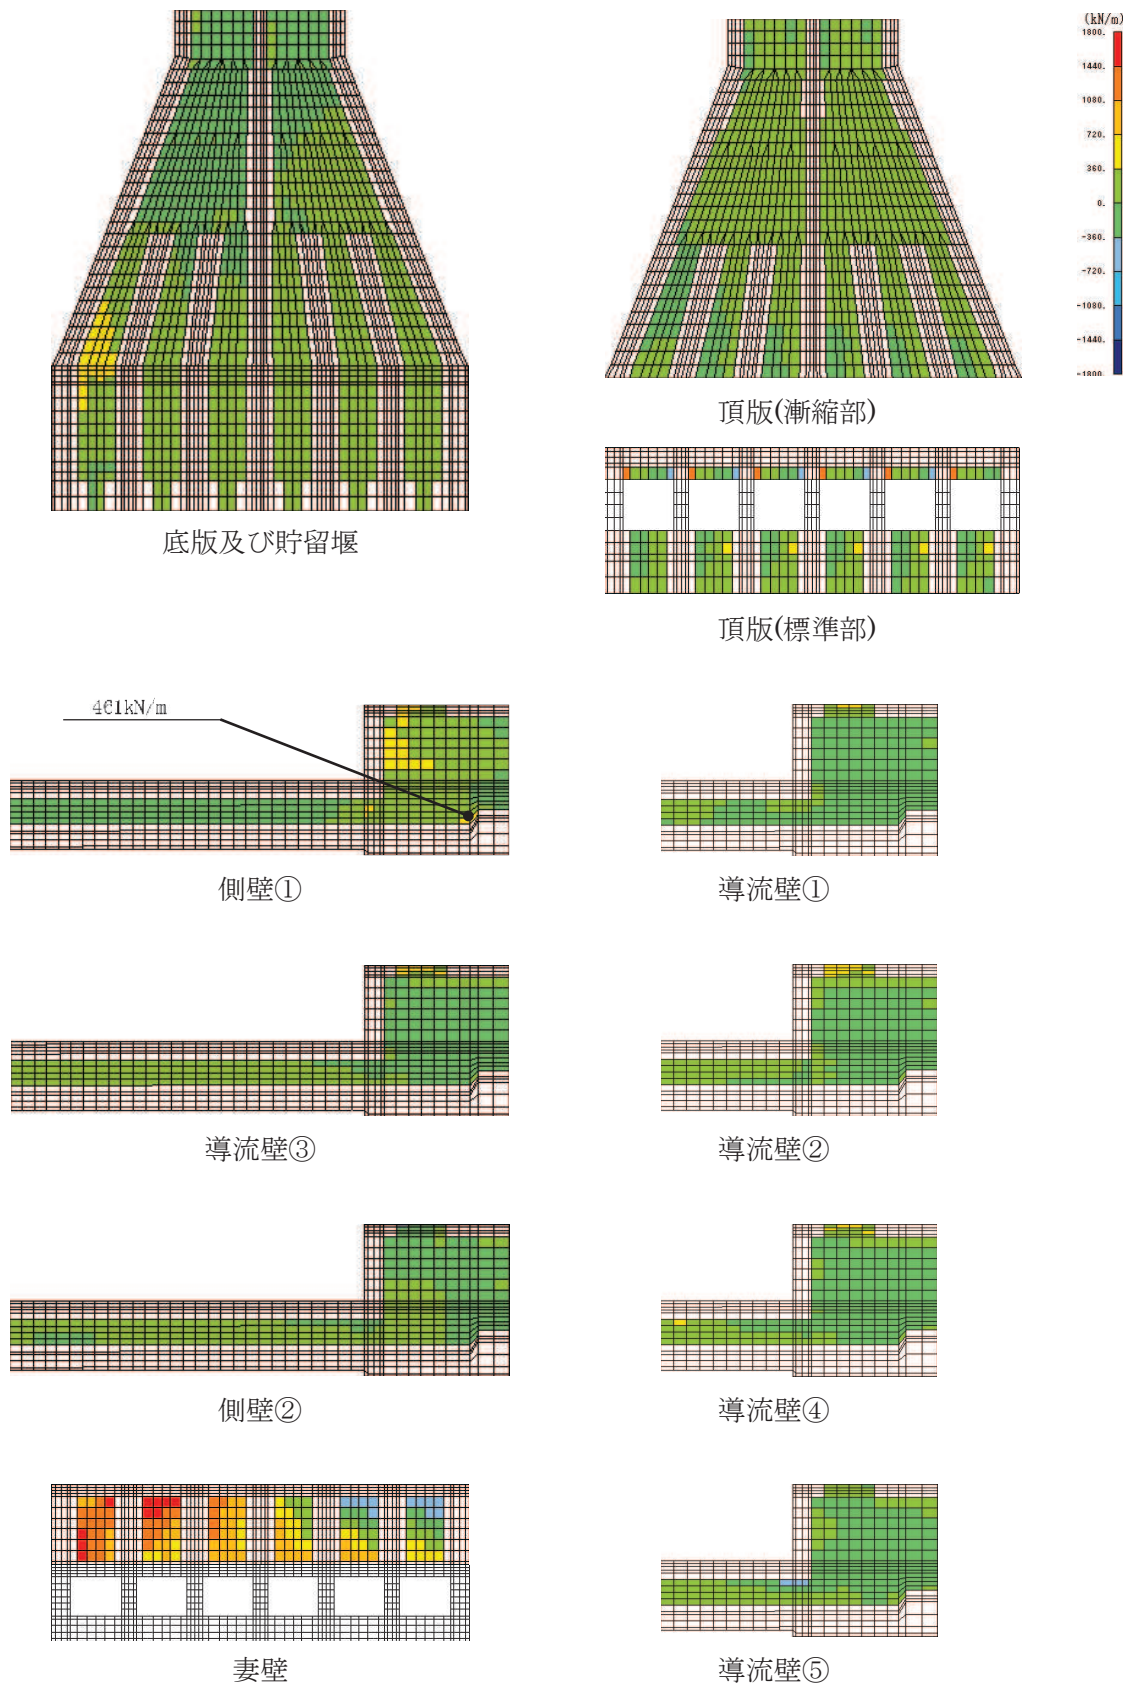 (kN/m)
1800.
1440.
1080.
720.
360.
0.
-360.
-720.
-1080.
-1440.
-1800.
頂版(漸縮部)
底版及び貯留堰
頂版(標準部)
461kN/m
側壁①
導流壁①
導流壁③
導流壁②
側壁②
導流壁④
妻壁
導流壁⑤